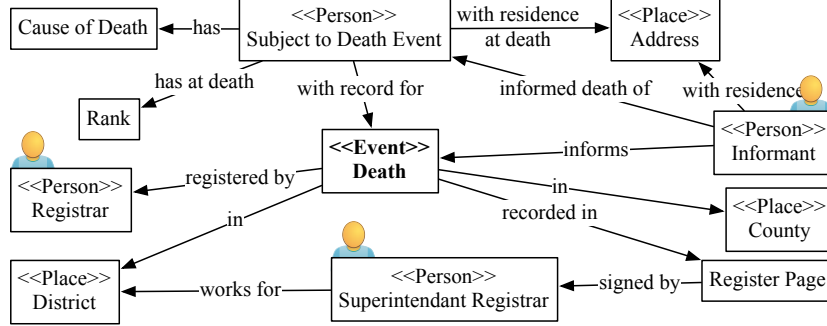 <<Person>>
Subject to Death Event
Cause of Death
has
with residence
at death
<<Place>>
Address
has at death
with record for
informed death of
with residence
Rank
<<Event>>
Death
informs
<<Person>>
Informant
<<Person>>
Registrar
registered by
in
recorded in
in
<<Place>>
County
<<Place>>
District
works for
<<Person>>
Superintendant Registrar
signed by
Register Page